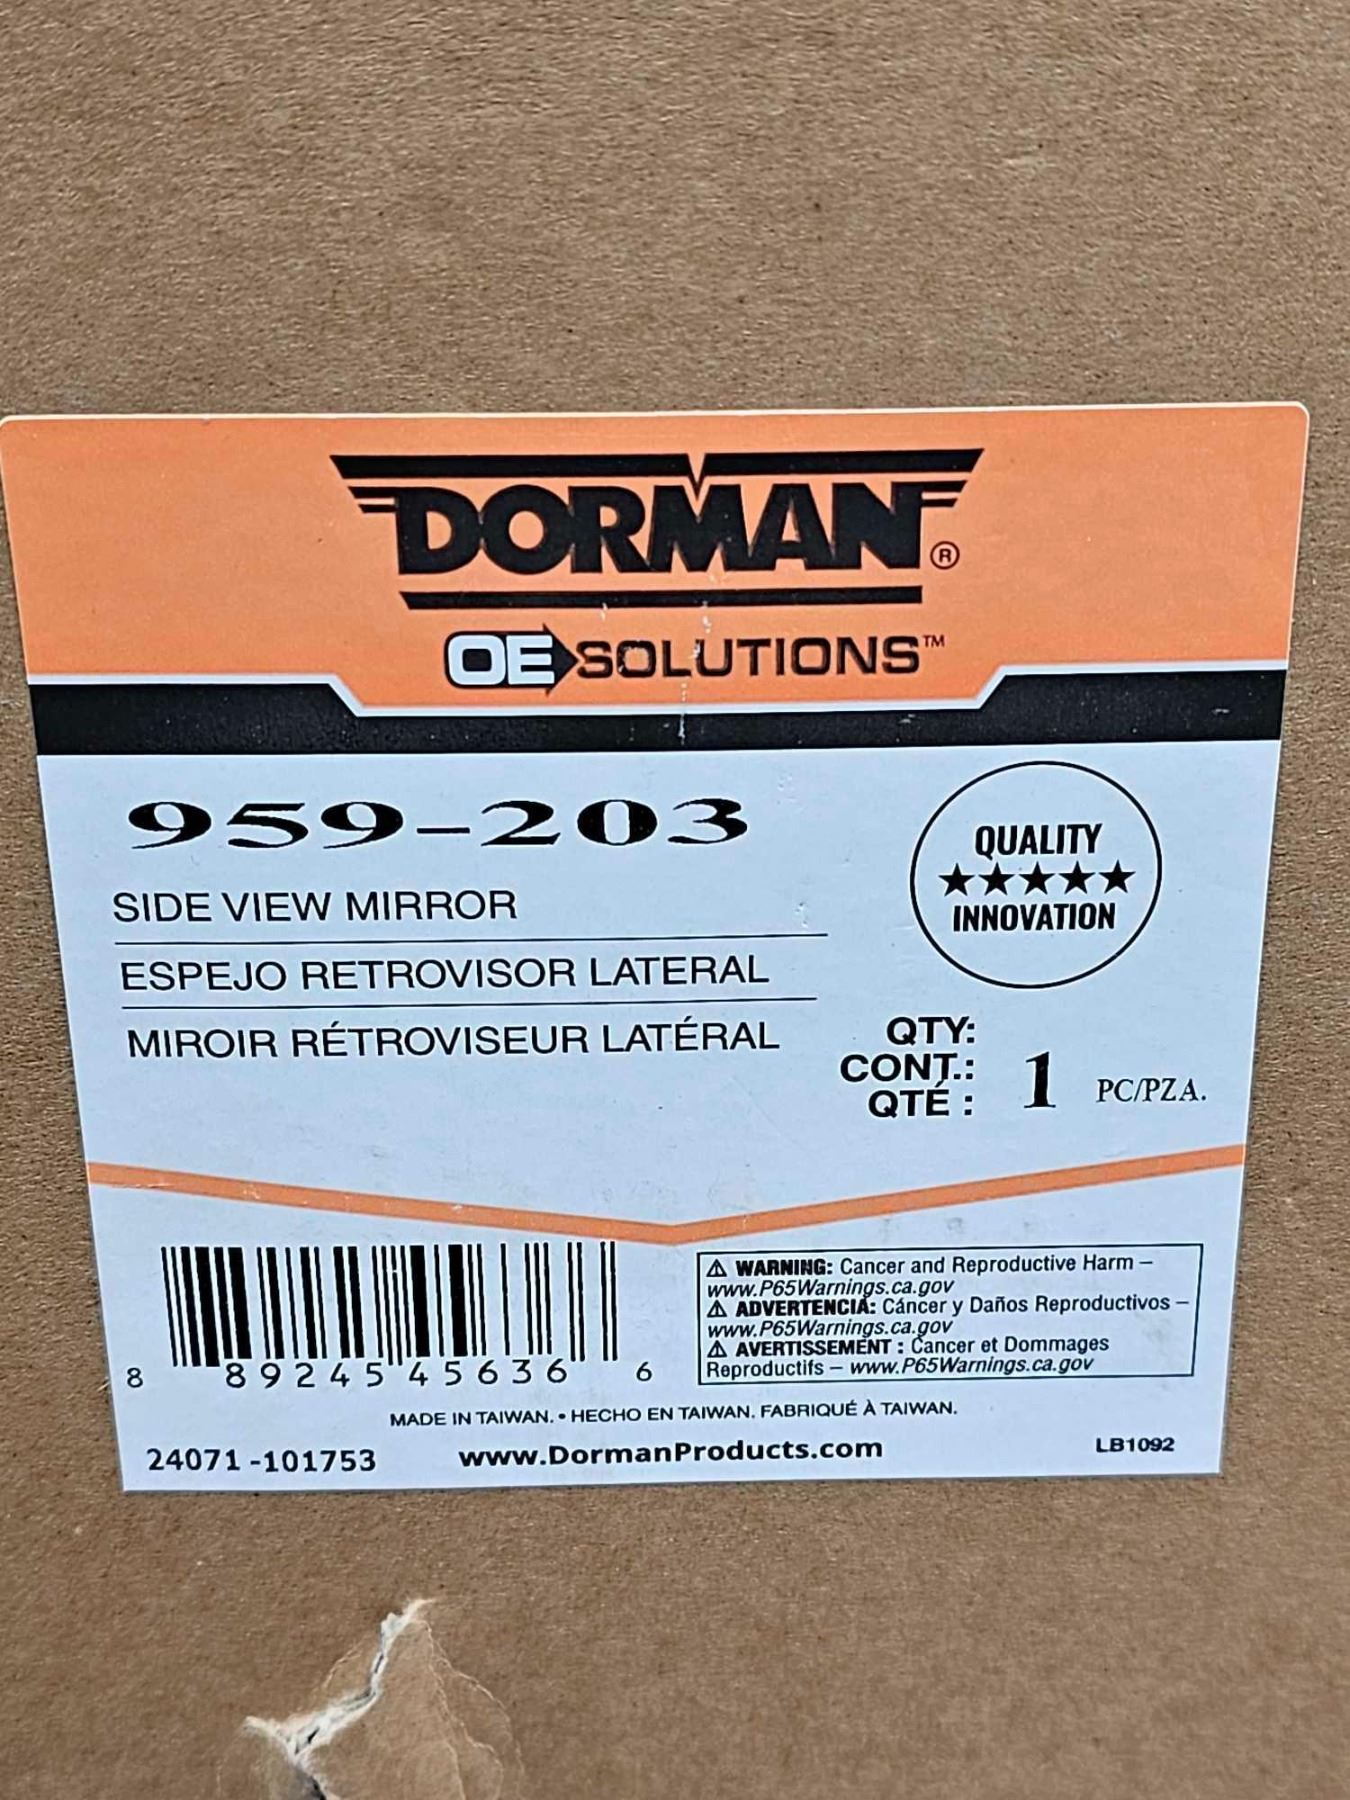 DORMAN®
OE SOLUTIONS™
959-203
SIDE VIEW MIRROR
ESPEJO RETROVISOR LATERAL
MIROIR RÉTROVISEUR LATÉRAL
QUALITY
★★★★★
INNOVATION
QTY:
CONT.:
QTÉ :
1 PC/PZA.
8 89245 45636 6
⚠ WARNING: Cancer and Reproductive Harm –
www.P65Warnings.ca.gov
⚠ ADVERTENCIA: Cáncer y Daños Reproductivos –
www.P65Warnings.ca.gov
⚠ AVERTISSEMENT : Cancer et Dommages
Reproductifs – www.P65Warnings.ca.gov
MADE IN TAIWAN. • HECHO EN TAIWAN. FABRIQUÉ À TAIWAN.
24071-101753
www.DormanProducts.com
LB1092